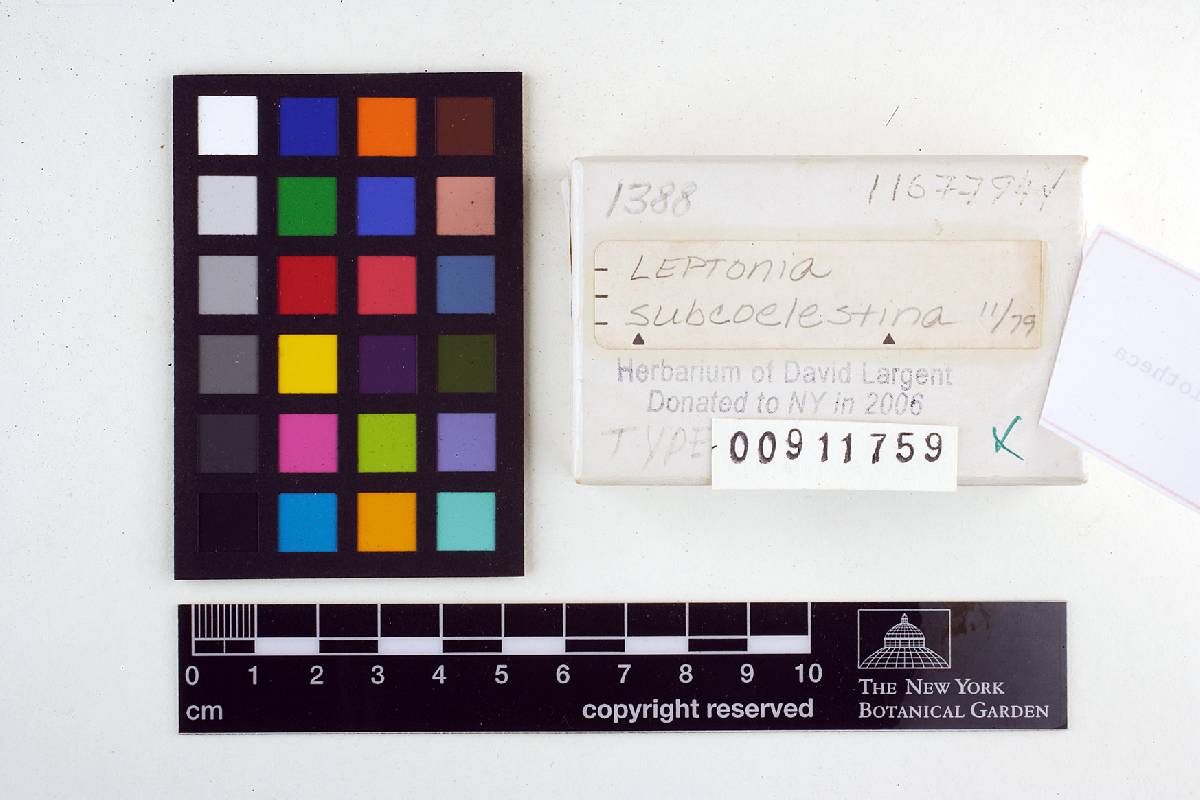 1388
Leptonia
subcoelestina 11/79
Herbarium of David Largent
Donated to NY in 2006
TYPE
00911759
otheca
0 1 2 3 4 5 6 7 8 9 10
cm
copyright reserved
THE NEW YORK
BOTANICAL GARDEN